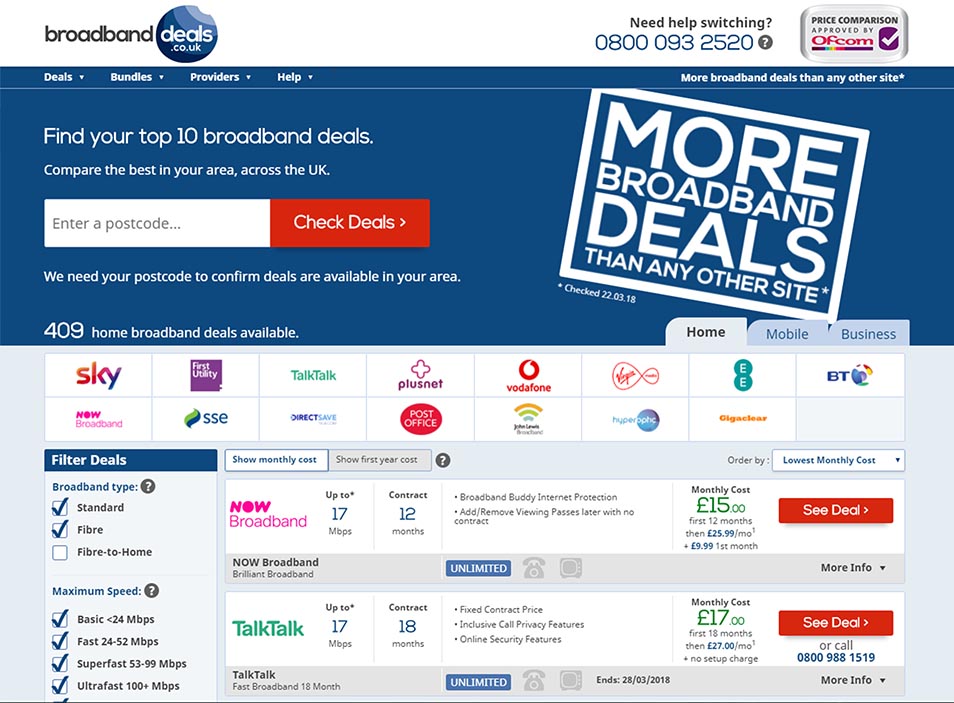 broadband deals .co.uk
Need help switching?
0800 093 2520 ?
PRICE COMPARISON
APPROVED BY
Ofcom
Deals ▼ Bundles ▼ Providers ▼ Help ▼
More broadband deals than any other site*
Find your top 10 broadband deals.
Compare the best in your area, across the UK.
Enter a postcode...
Check Deals >
We need your postcode to confirm deals are available in your area.
MORE
BROADBAND
DEALS
THAN ANY OTHER SITE*
* Checked 22.03.18
409 home broadband deals available.
Home Mobile Business
sky
First Utility
TalkTalk
plusnet
vodafone
Virgin media
EE
BT
NOW Broadband
sse
DIRECTSAVE
POST OFFICE
John Lewis Broadband
hyperoptic
Gigaclear
Filter Deals
Broadband type: ?
Standard
Fibre
Fibre-to-Home
Maximum Speed: ?
Basic <24 Mbps
Fast 24-52 Mbps
Superfast 53-99 Mbps
Ultrafast 100+ Mbps
Show monthly cost Show first year cost ?
Order by : Lowest Monthly Cost ▼
NOW
Broadband
Up to*
17
Mbps
Contract
12
months
• Broadband Buddy Internet Protection
• Add/Remove Viewing Passes later with no
contract
Monthly Cost
£15.00
first 12 months
then £25.99/mo¹
+ £9.99 1st month
See Deal >
NOW Broadband
Brilliant Broadband
UNLIMITED
More Info ▼
TalkTalk
Up to*
17
Mbps
Contract
18
months
• Fixed Contract Price
• Inclusive Call Privacy Features
• Online Security Features
Monthly Cost
£17.00
first 18 months
then £27.00/mo¹
+ no setup charge
See Deal >
or call
0800 988 1519
TalkTalk
Fast Broadband 18 Month
UNLIMITED
Ends: 28/03/2018
More Info ▼